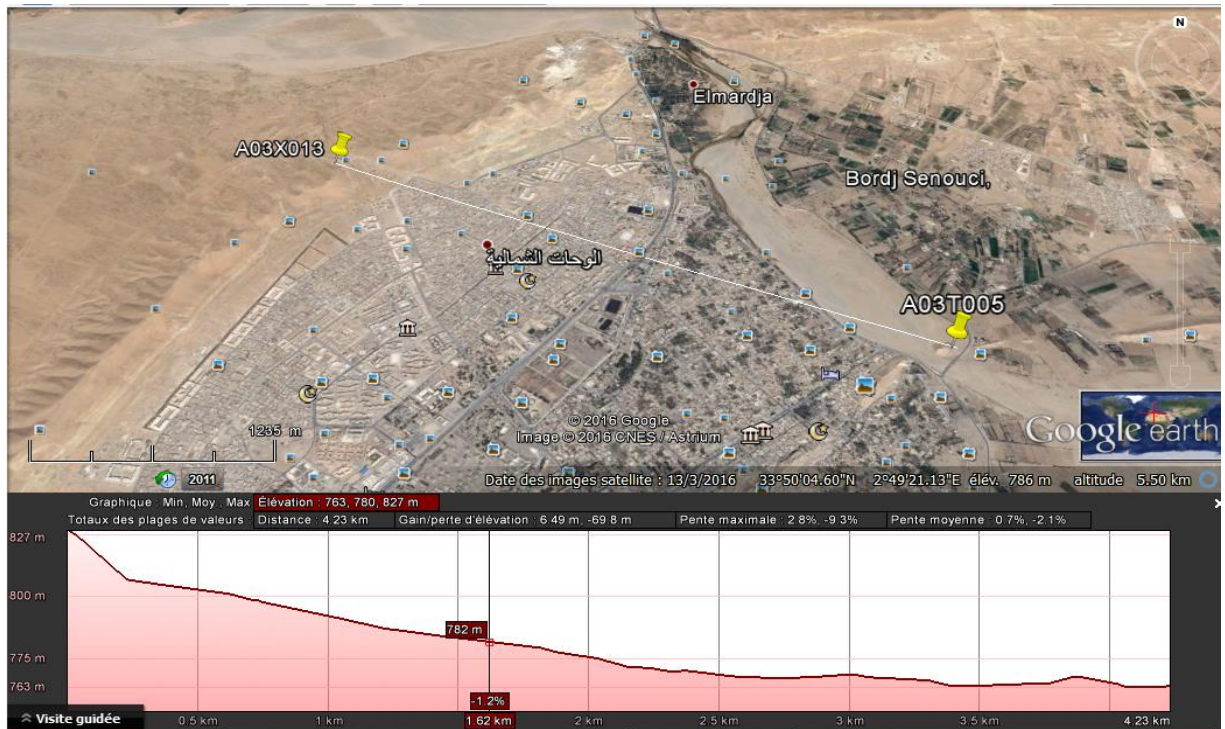 N
Elmardja
A03X013
Bordj Senouci,
الوحات الشمالية
A03T005
© 2016 Google
Image © 2016 CNES / Astrium
1235 m
Google earth
2011
Date des images satellite : 13/3/2016 33°50'04.60"N 2°49'21.13"E élév. 786 m altitude 5.50 km
Graphique : Min, Moy., Max Élévation : 763, 780, 827 m
Totaux des plages de valeurs : Distance : 4.23 km Gain/perte d'élévation : 6.49 m, -69.8 m Pente maximale : 2.8%, -9.3% Pente moyenne : 0.7%, -2.1%
827 m
800 m
782 m
775 m
763 m
-1.2%
Visite guidée 0.5 km 1 km 1.62 km 2 km 2.5 km 3 km 3.5 km 4.23 km